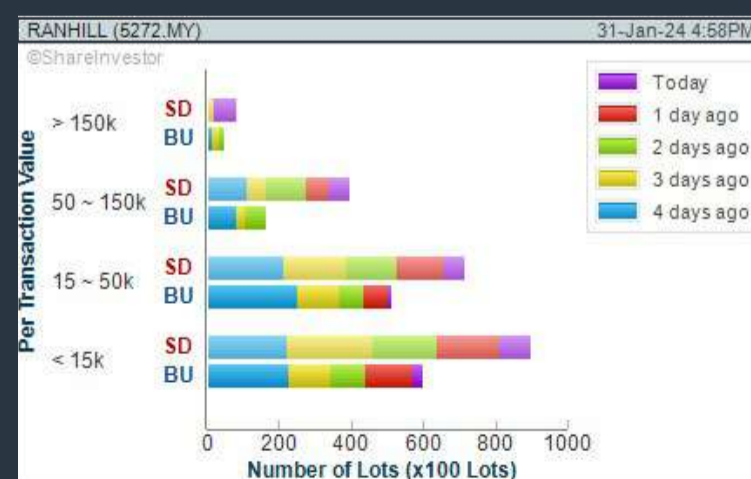 RANHILL (5272.MY) 31-Jan-24 4:58PM
©ShareInvestor
Today
1 day ago
2 days ago
3 days ago
4 days ago
Per Transaction Value
> 150k
SD
BU
50 ~ 150k
SD
BU
15 ~ 50k
SD
BU
< 15k
SD
BU
0 200 400 600 800 1000
Number of Lots (x100 Lots)